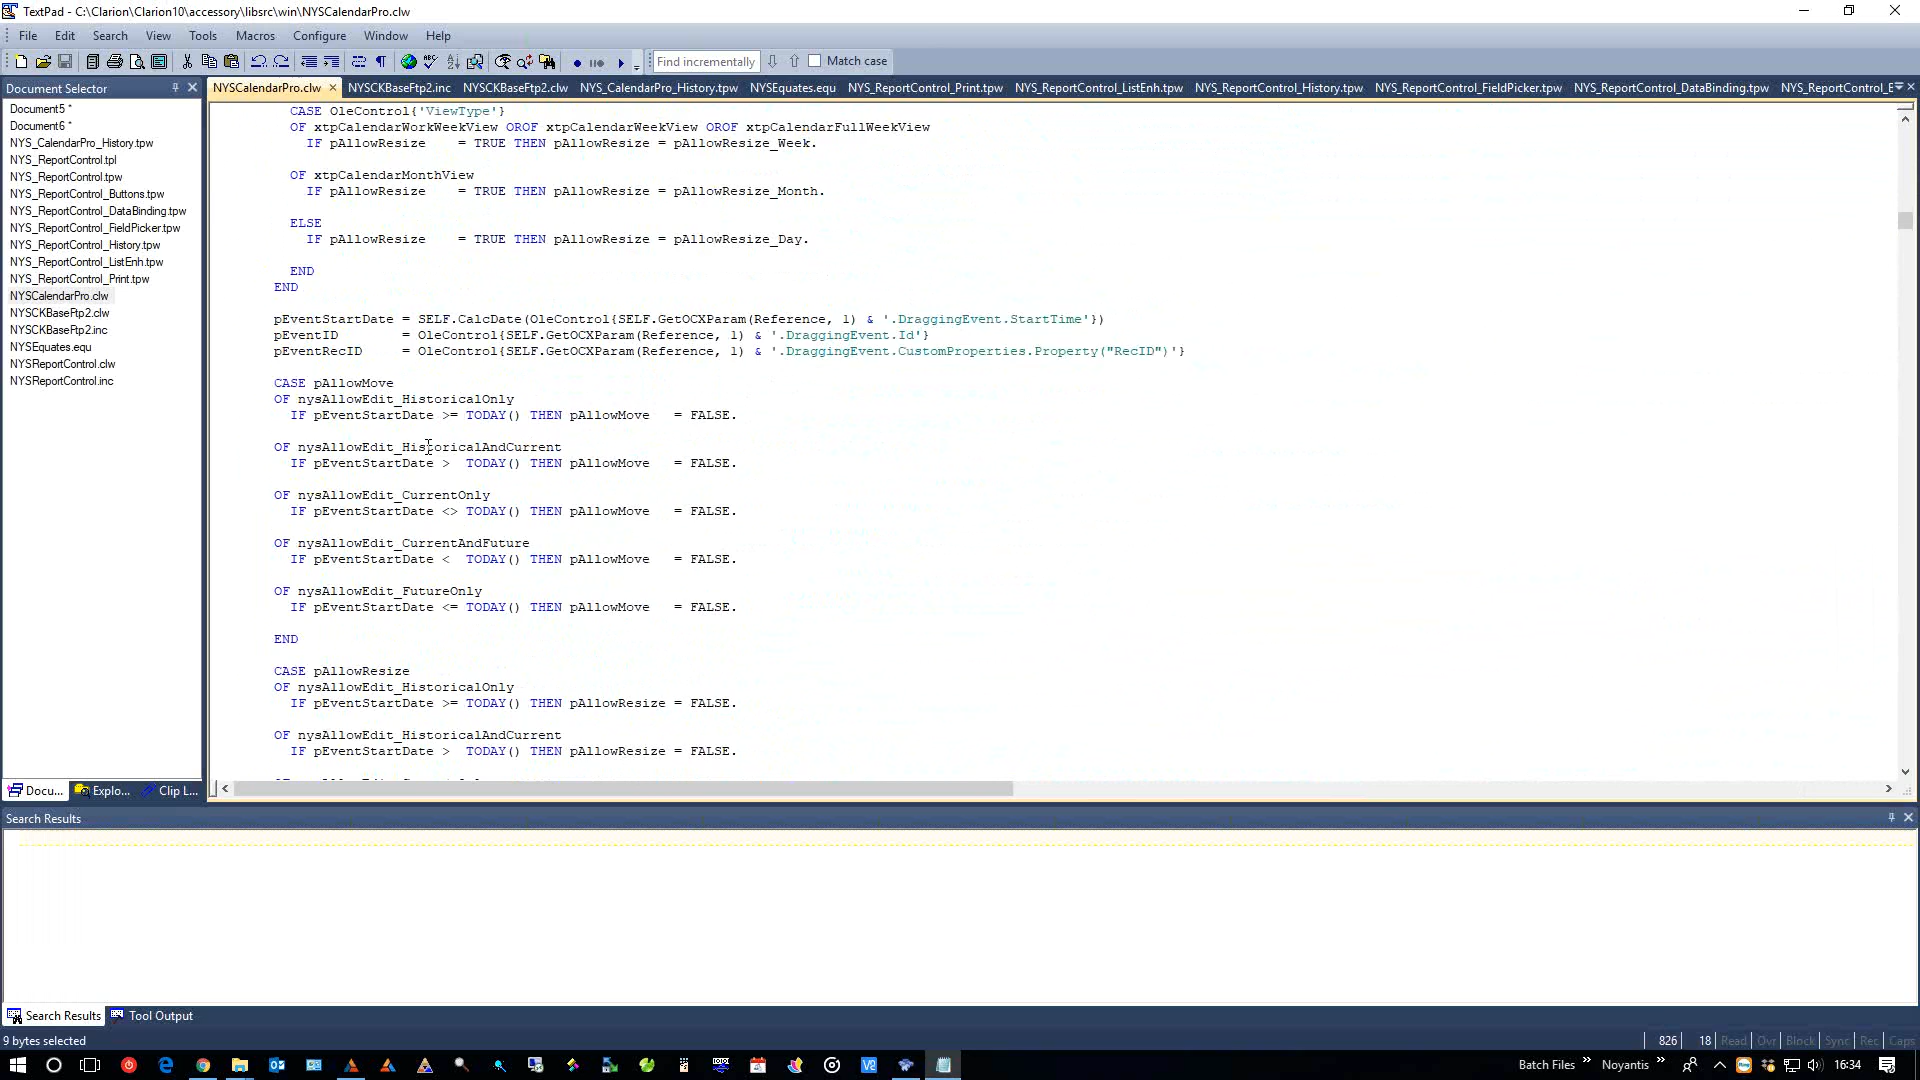 TextPad - C:\Clarion\Clarion10\accessory\libsrc\win\NYSCalendarPro.clw
File Edit Search View Tools Macros Configure Window Help
Find incrementally Match case
Document Selector
NYSCalendarPro.clw NYSCKBaseFtp2.inc NYSCKBaseFtp2.clw NYS_CalendarPro_History.tpw NYSEquates.equ NYS_ReportControl_Print.tpw NYS_ReportControl_ListEnh.tpw NYS_ReportControl_History.tpw NYS_ReportControl_FieldPicker.tpw NYS_ReportControl_DataBinding.tpw NYS_ReportControl_E
Document5 *
Document6 *
NYS_CalendarPro_History.tpw
NYS_ReportControl.tpl
NYS_ReportControl.tpw
NYS_ReportControl_Buttons.tpw
NYS_ReportControl_DataBinding.tpw
NYS_ReportControl_FieldPicker.tpw
NYS_ReportControl_History.tpw
NYS_ReportControl_ListEnh.tpw
NYS_ReportControl_Print.tpw
NYSCalendarPro.clw
NYSCKBaseFtp2.clw
NYSCKBaseFtp2.inc
NYSEquates.equ
NYSReportControl.clw
NYSReportControl.inc
Docu... Explo... Clip L...
CASE OleControl{'ViewType'}
OF xtpCalendarWorkWeekView OROF xtpCalendarWeekView OROF xtpCalendarFullWeekView
IF pAllowResize = TRUE THEN pAllowResize = pAllowResize_Week.
OF xtpCalendarMonthView
IF pAllowResize = TRUE THEN pAllowResize = pAllowResize_Month.
ELSE
IF pAllowResize = TRUE THEN pAllowResize = pAllowResize_Day.
END
END
pEventStartDate = SELF.CalcDate(OleControl{SELF.GetOCXParam(Reference, 1) & '.DraggingEvent.StartTime'})
pEventID = OleControl{SELF.GetOCXParam(Reference, 1) & '.DraggingEvent.Id'}
pEventRecID = OleControl{SELF.GetOCXParam(Reference, 1) & '.DraggingEvent.CustomProperties.Property("RecID")'}
CASE pAllowMove
OF nysAllowEdit_HistoricalOnly
IF pEventStartDate >= TODAY() THEN pAllowMove = FALSE.
OF nysAllowEdit_HistoricalAndCurrent
IF pEventStartDate > TODAY() THEN pAllowMove = FALSE.
OF nysAllowEdit_CurrentOnly
IF pEventStartDate <> TODAY() THEN pAllowMove = FALSE.
OF nysAllowEdit_CurrentAndFuture
IF pEventStartDate < TODAY() THEN pAllowMove = FALSE.
OF nysAllowEdit_FutureOnly
IF pEventStartDate <= TODAY() THEN pAllowMove = FALSE.
END
CASE pAllowResize
OF nysAllowEdit_HistoricalOnly
IF pEventStartDate >= TODAY() THEN pAllowResize = FALSE.
OF nysAllowEdit_HistoricalAndCurrent
IF pEventStartDate > TODAY() THEN pAllowResize = FALSE.
Search Results
Search Results Tool Output
9 bytes selected 826 18 Read Ovr Block Sync Rec Caps
Batch Files » Noyantis » 16:34